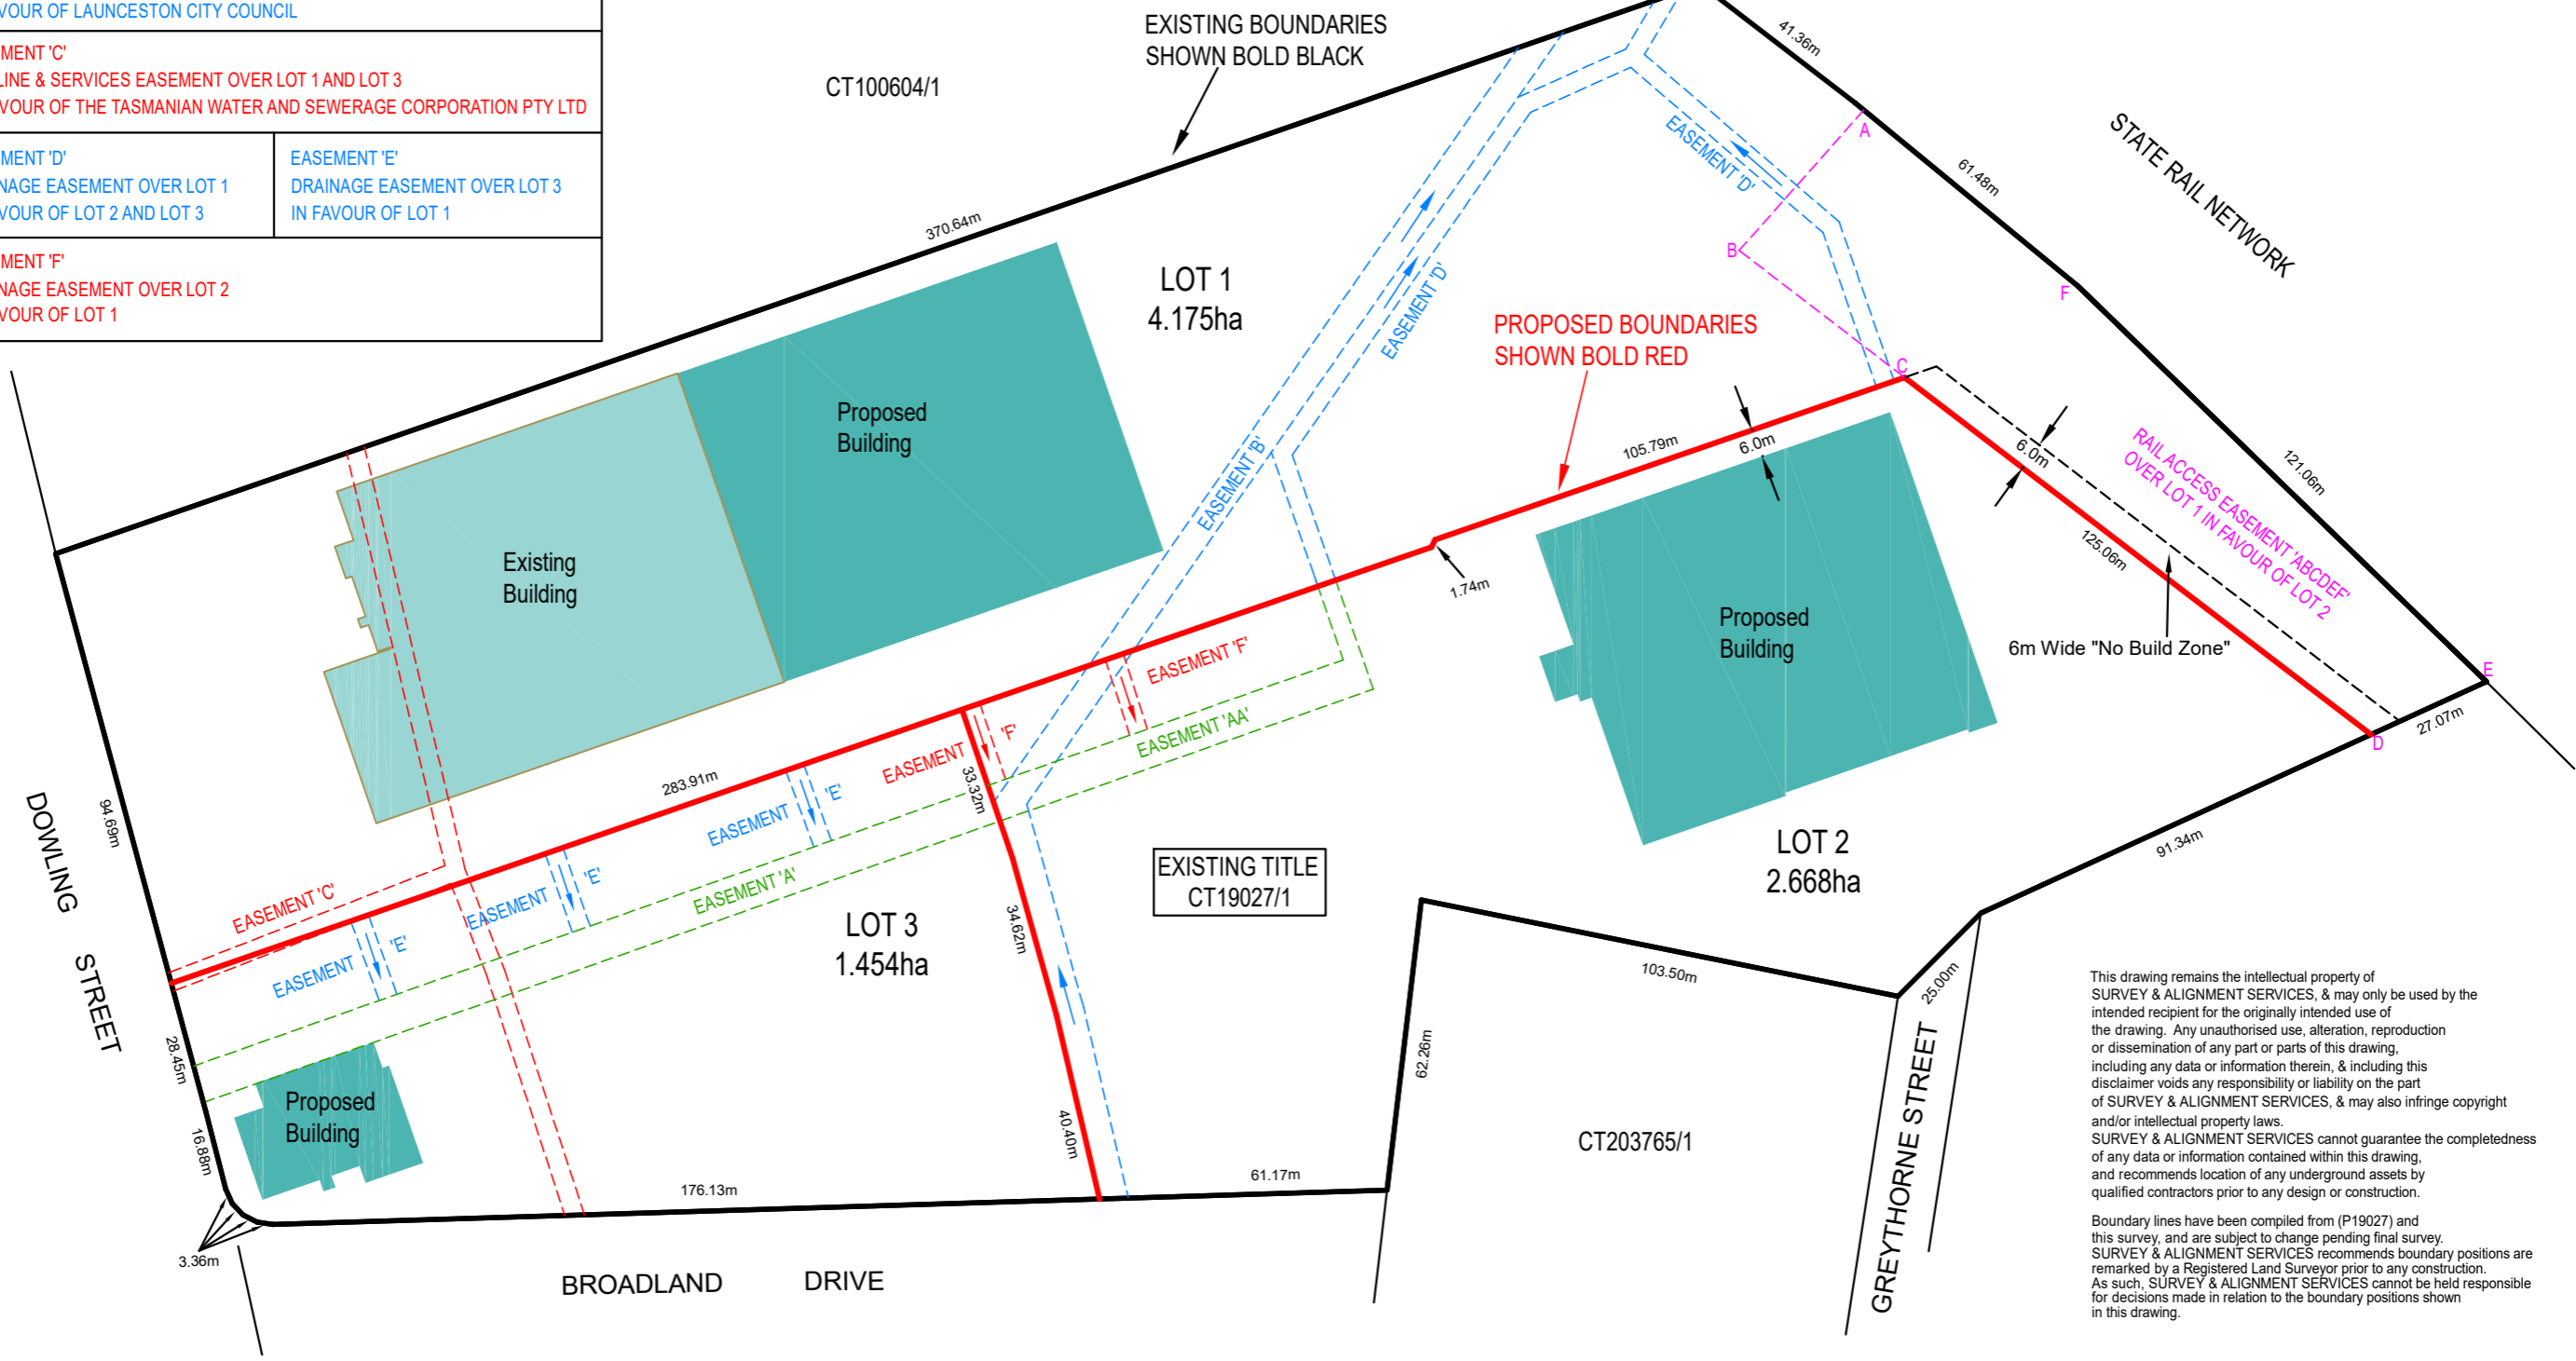 VOUR OF LAUNCESTON CITY COUNCIL
MENT 'C'
LINE & SERVICES EASEMENT OVER LOT 1 AND LOT 3
VOUR OF THE TASMANIAN WATER AND SEWERAGE CORPORATION PTY LTD
MENT 'D'
NAGE EASEMENT OVER LOT 1
VOUR OF LOT 2 AND LOT 3
EASEMENT 'E'
DRAINAGE EASEMENT OVER LOT 3
IN FAVOUR OF LOT 1
MENT 'F'
NAGE EASEMENT OVER LOT 2
VOUR OF LOT 1
EXISTING BOUNDARIES
SHOWN BOLD BLACK
CT100604/1
41.36m
A
61.48m
STATE RAIL NETWORK
EASEMENT 'D'
B
F
370.64m
LOT 1
4.175ha
EASEMENT 'D'
PROPOSED BOUNDARIES
SHOWN BOLD RED
C
Proposed
Building
EASEMENT 'B'
105.79m
6.0m
6.0m
RAIL ACCESS EASEMENT 'ABCDEF'
OVER LOT 1 IN FAVOUR OF LOT 2
121.06m
125.06m
Existing
Building
1.74m
Proposed
Building
6m Wide "No Build Zone"
E
27.07m
D
EASEMENT 'F'
EASEMENT 'AA'
EASEMENT
'F'
33.32m
283.91m
94.69m
DOWLING
STREET
EASEMENT
'E'
EASEMENT 'C'
EASEMENT
'E'
EASEMENT 'A'
EASEMENT
'E'
LOT 3
1.454ha
34.62m
EXISTING TITLE
CT19027/1
LOT 2
2.668ha
91.34m
103.50m
25.00m
62.26m
28.45m
Proposed
Building
16.88m
40.40m
CT203765/1
GREYTHORNE STREET
176.13m
61.17m
3.36m
BROADLAND DRIVE
This drawing remains the intellectual property of
SURVEY & ALIGNMENT SERVICES, & may only be used by the
intended recipient for the originally intended use of
the drawing. Any unauthorised use, alteration, reproduction
or dissemination of any part or parts of this drawing,
including any data or information therein, & including this
disclaimer voids any responsibility or liability on the part
of SURVEY & ALIGNMENT SERVICES, & may also infringe copyright
and/or intellectual property laws.
SURVEY & ALIGNMENT SERVICES cannot guarantee the completedness
of any data or information contained within this drawing,
and recommends location of any underground assets by
qualified contractors prior to any design or construction.
Boundary lines have been compiled from (P19027) and
this survey, and are subject to change pending final survey.
SURVEY & ALIGNMENT SERVICES recommends boundary positions are
remarked by a Registered Land Surveyor prior to any construction.
As such, SURVEY & ALIGNMENT SERVICES cannot be held responsible
for decisions made in relation to the boundary positions shown
in this drawing.